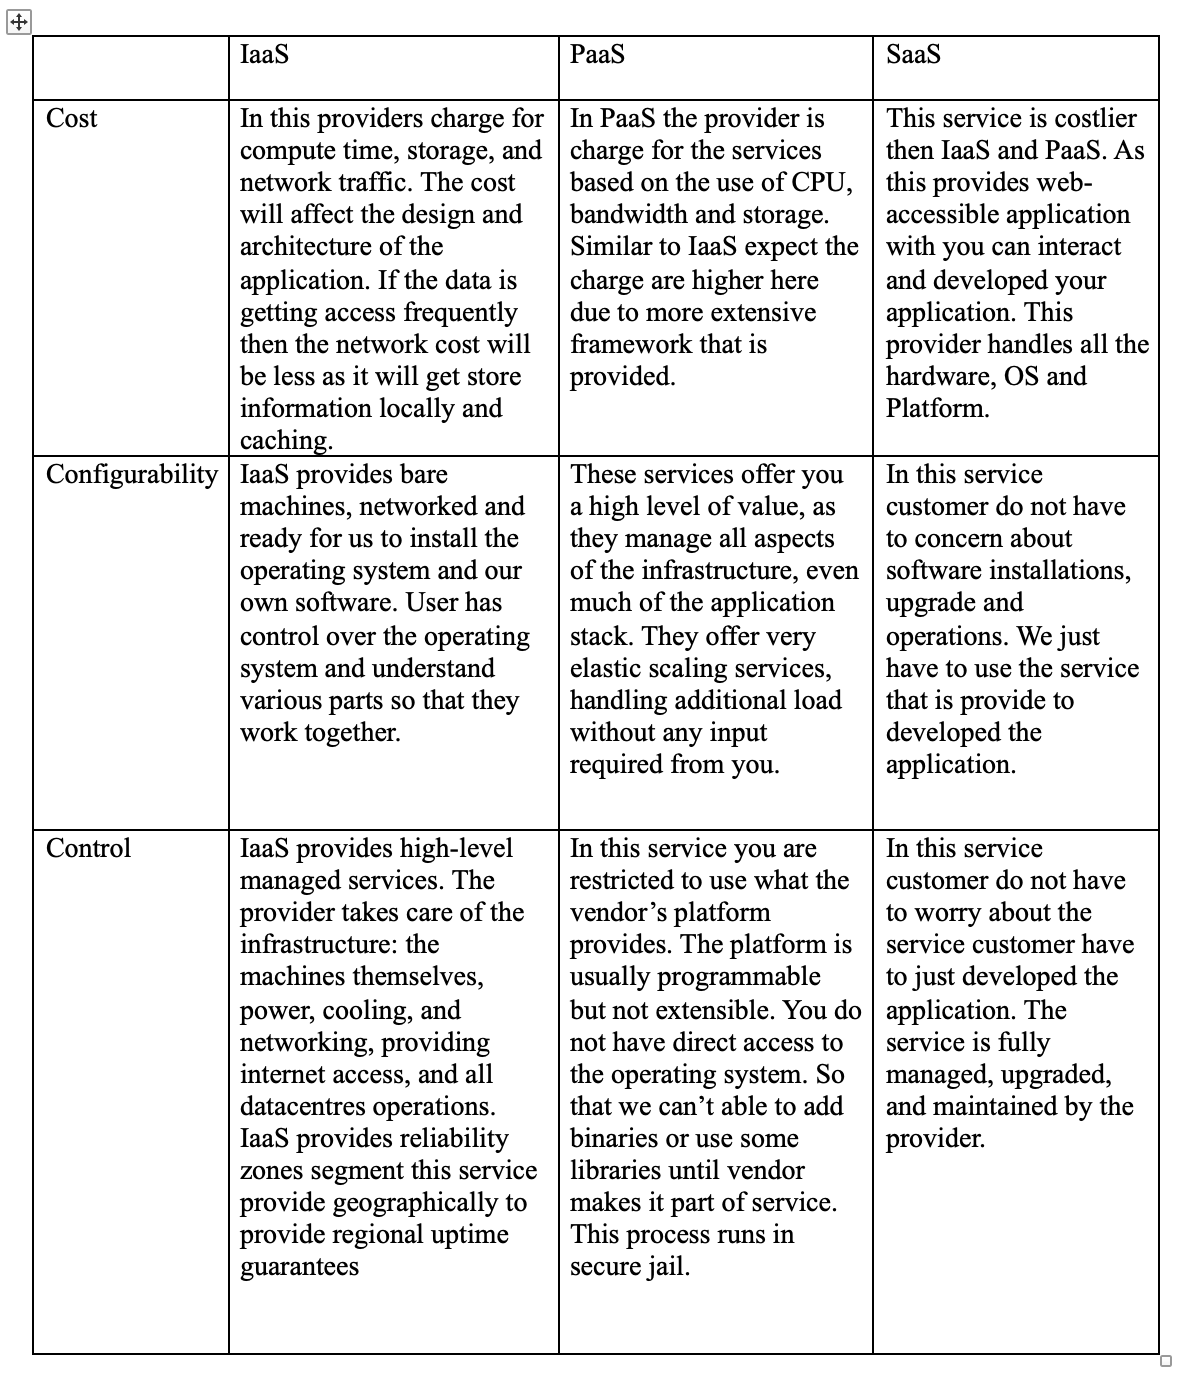 IaaS
PaaS
SaaS
Cost
In this providers charge for
compute time, storage, and
network traffic. The cost
will affect the design and
architecture of the
application. If the data is
getting access frequently
then the network cost will
be less as it will get store
information locally and
caching.
In PaaS the provider is
charge for the services
based on the use of CPU,
bandwidth and storage.
Similar to IaaS expect the
charge are higher here
due to more extensive
framework that is
provided.
This service is costlier
then IaaS and PaaS. As
this provides web-
accessible application
with you can interact
and developed your
application. This
provider handles all the
hardware, OS and
Platform.
Configurability
IaaS provides bare
machines, networked and
ready for us to install the
operating system and our
own software. User has
control over the operating
system and understand
various parts so that they
work together.
These services offer you
a high level of value, as
they manage all aspects
of the infrastructure, even
much of the application
stack. They offer very
elastic scaling services,
handling additional load
without any input
required from you.
In this service
customer do not have
to concern about
software installations,
upgrade and
operations. We just
have to use the service
that is provide to
developed the
application.
Control
IaaS provides high-level
managed services. The
provider takes care of the
infrastructure: the
machines themselves,
power, cooling, and
networking, providing
internet access, and all
datacentres operations.
IaaS provides reliability
zones segment this service
provide geographically to
provide regional uptime
guarantees
In this service you are
restricted to use what the
vendor’s platform
provides. The platform is
usually programmable
but not extensible. You do
not have direct access to
the operating system. So
that we can’t able to add
binaries or use some
libraries until vendor
makes it part of service.
This process runs in
secure jail.
In this service
customer do not have
to worry about the
service customer have
to just developed the
application. The
service is fully
managed, upgraded,
and maintained by the
provider.